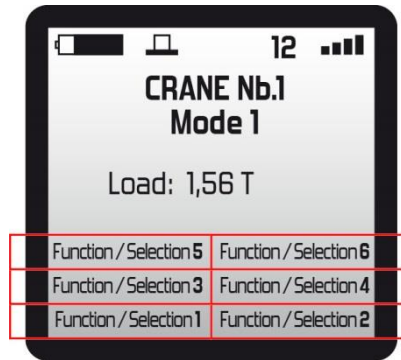 12
CRANE Nb.1
Mode 1
Load: 1,56 T
Function / Selection 5 Function / Selection 6
Function / Selection 3 Function / Selection 4
Function / Selection 1 Function / Selection 2